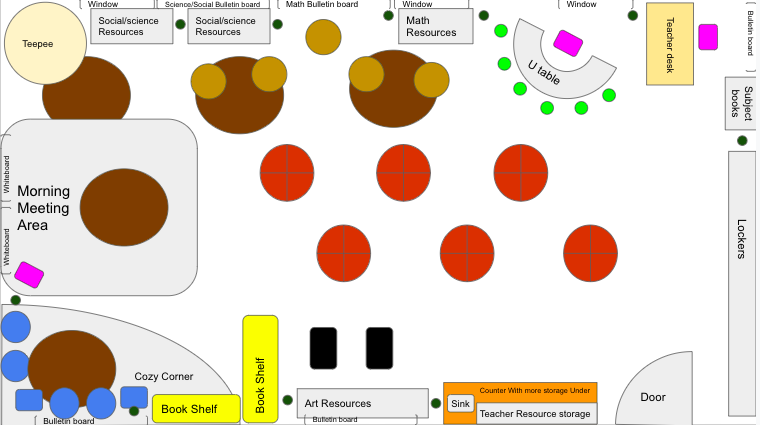 Window
Science/Social Bulletin board
Math Bulletin board
Window
Window
Teepee
Social/science
Resources
Social/science
Resources
Math
Resources
U table
Teacher desk
Bulletin board
Subject
books
Whiteboard
Morning
Meeting
Area
Whiteboard
Lockers
Cozy Corner
Book Shelf
Book Shelf
Bulletin board
Art Resources
Bulletin board
Counter With more storage Under
Sink
Teacher Resource storage
Door